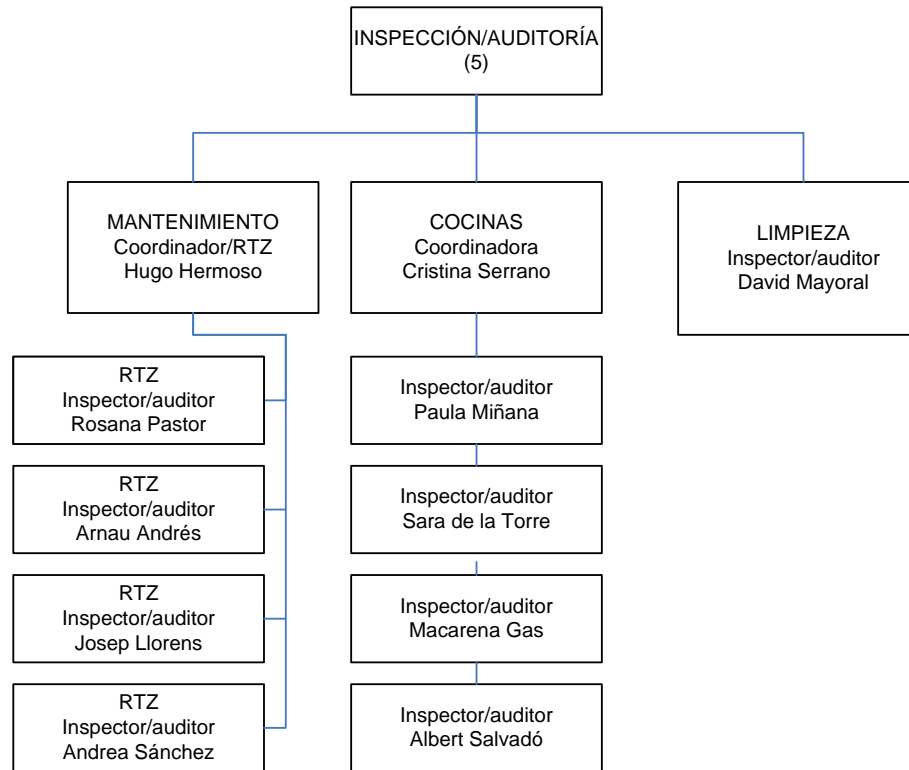 INSPECCIÓN/AUDITORÍA
(5)
MANTENIMIENTO
Coordinador/RTZ
Hugo Hermoso
COCINAS
Coordinadora
Cristina Serrano
LIMPIEZA
Inspector/auditor
David Mayoral
RTZ
Inspector/auditor
Rosana Pastor
RTZ
Inspector/auditor
Arnau Andrés
RTZ
Inspector/auditor
Josep Llorens
RTZ
Inspector/auditor
Andrea Sánchez
Inspector/auditor
Paula Miñana
Inspector/auditor
Sara de la Torre
Inspector/auditor
Macarena Gas
Inspector/auditor
Albert Salvadó